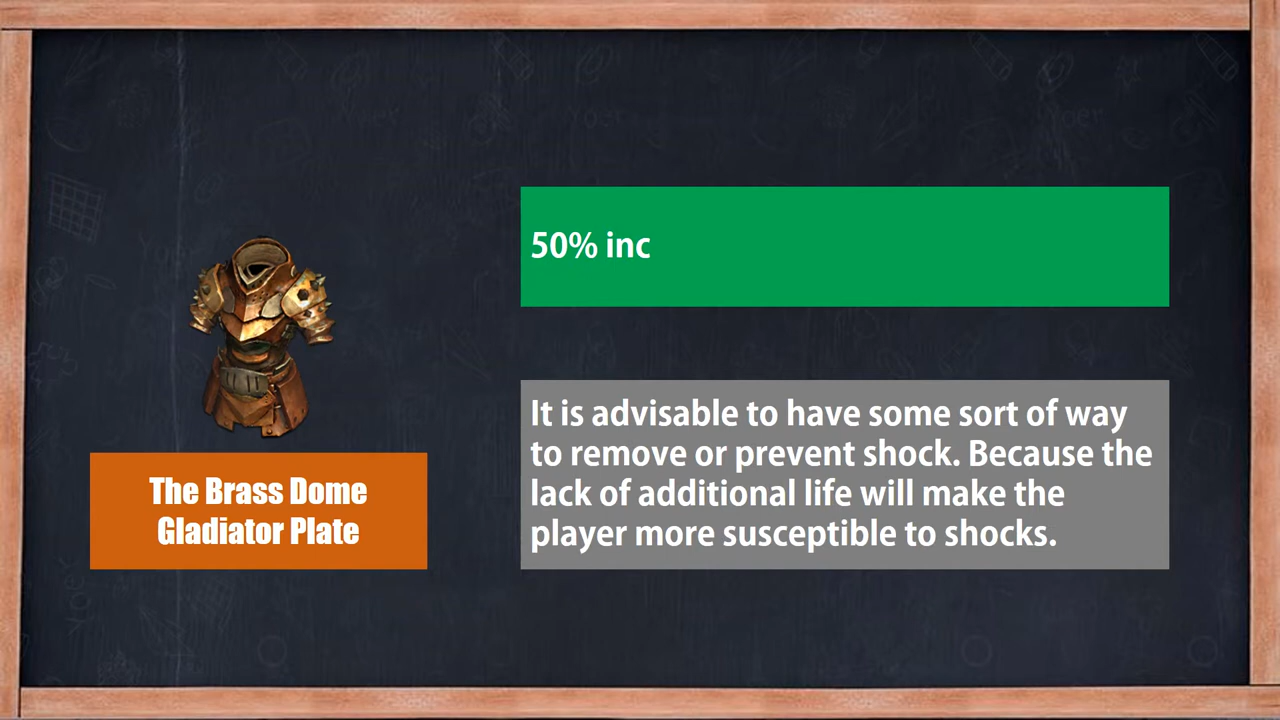 50% inc
The Brass Dome
Gladiator Plate
It is advisable to have some sort of way
to remove or prevent shock. Because the
lack of additional life will make the
player more susceptible to shocks.